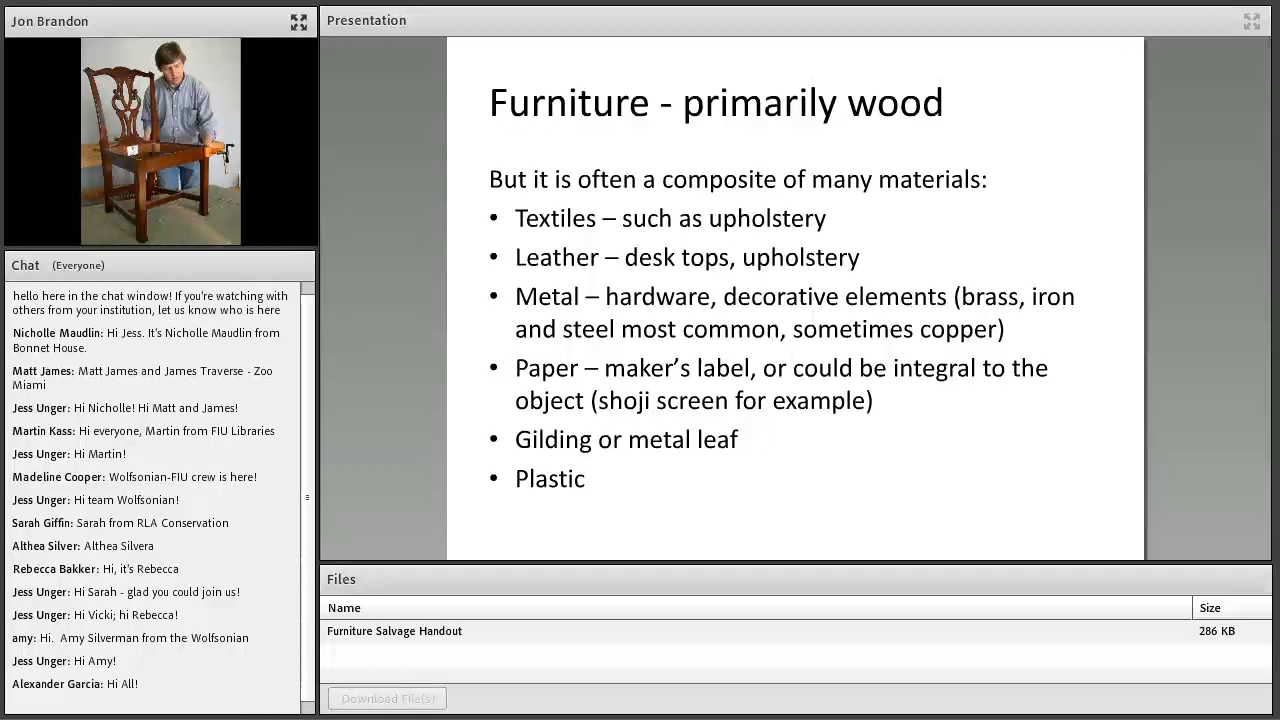 Jon Brandon
Chat (Everyone)
hello here in the chat window! If you're watching with
others from your institution, let us know who is here
Nicholle Maudlin: Hi Jess. It's Nicholle Maudlin from
Bonnet House.
Matt James: Matt James and James Traverse - Zoo
Miami
Jess Unger: Hi Nicholle! Hi Matt and James!
Martin Kass: Hi everyone, Martin from FIU Libraries
Jess Unger: Hi Martin!
Madeline Cooper: Wolfsonian-FIU crew is here!
Jess Unger: Hi team Wolfsonian!
Sarah Giffin: Sarah from RLA Conservation
Althea Silver: Althea Silvera
Rebecca Bakker: Hi, it's Rebecca
Jess Unger: Hi Sarah - glad you could join us!
Jess Unger: Hi Vicki; hi Rebecca!
amy: Hi.  Amy Silverman from the Wolfsonian
Jess Unger: Hi Amy!
Alexander Garcia: Hi All!
Presentation
Furniture - primarily wood
But it is often a composite of many materials:
• Textiles – such as upholstery
• Leather – desk tops, upholstery
• Metal – hardware, decorative elements (brass, iron
and steel most common, sometimes copper)
• Paper – maker’s label, or could be integral to the
object (shoji screen for example)
• Gilding or metal leaf
• Plastic
Files
Name Size
Furniture Salvage Handout 286 KB
Download File(s)